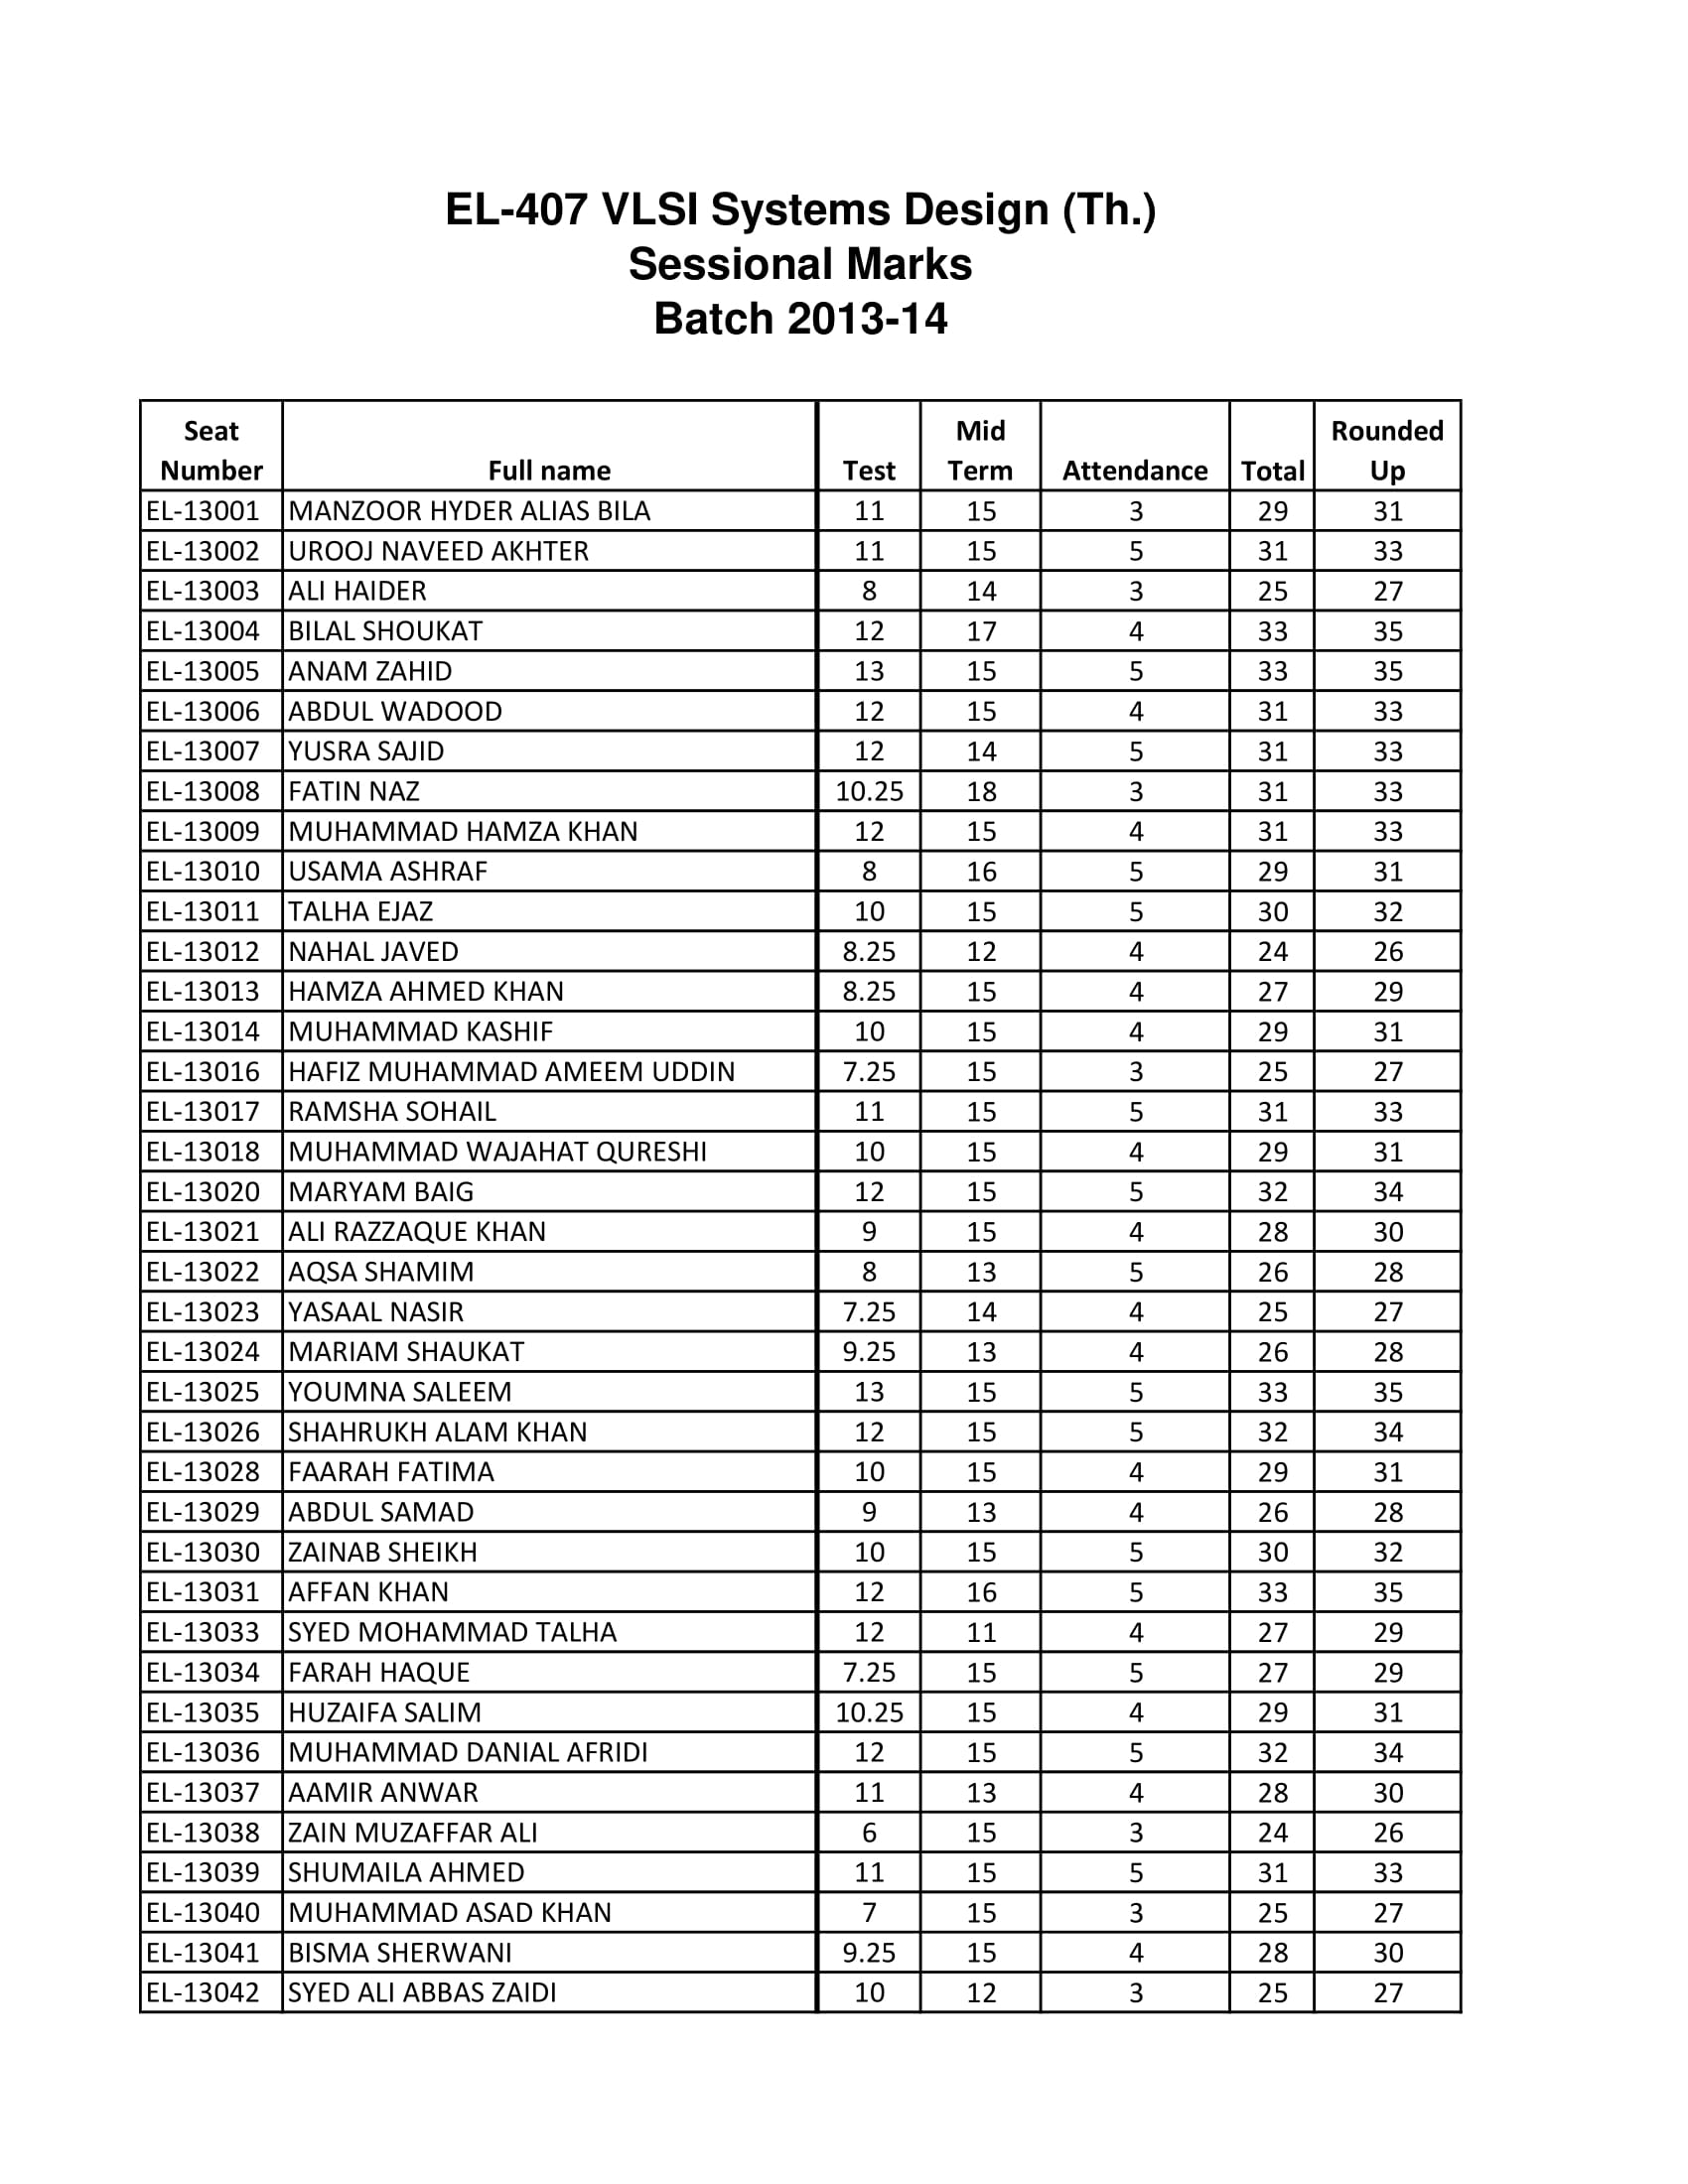 EL-407 VLSI Systems Design (Th.)
Sessional Marks
Batch 2013-14
Seat Number Full name Test Mid Term Attendance Total Rounded Up
EL-13001 MANZOOR HYDER ALIAS BILA 11 15 3 29 31
EL-13002 UROOJ NAVEED AKHTER 11 15 5 31 33
EL-13003 ALI HAIDER 8 14 3 25 27
EL-13004 BILAL SHOUKAT 12 17 4 33 35
EL-13005 ANAM ZAHID 13 15 5 33 35
EL-13006 ABDUL WADOOD 12 15 4 31 33
EL-13007 YUSRA SAJID 12 14 5 31 33
EL-13008 FATIN NAZ 10.25 18 3 31 33
EL-13009 MUHAMMAD HAMZA KHAN 12 15 4 31 33
EL-13010 USAMA ASHRAF 8 16 5 29 31
EL-13011 TALHA EJAZ 10 15 5 30 32
EL-13012 NAHAL JAVED 8.25 12 4 24 26
EL-13013 HAMZA AHMED KHAN 8.25 15 4 27 29
EL-13014 MUHAMMAD KASHIF 10 15 4 29 31
EL-13016 HAFIZ MUHAMMAD AMEEM UDDIN 7.25 15 3 25 27
EL-13017 RAMSHA SOHAIL 11 15 5 31 33
EL-13018 MUHAMMAD WAJAHAT QURESHI 10 15 4 29 31
EL-13020 MARYAM BAIG 12 15 5 32 34
EL-13021 ALI RAZZAQUE KHAN 9 15 4 28 30
EL-13022 AQSA SHAMIM 8 13 5 26 28
EL-13023 YASAAL NASIR 7.25 14 4 25 27
EL-13024 MARIAM SHAUKAT 9.25 13 4 26 28
EL-13025 YOUMNA SALEEM 13 15 5 33 35
EL-13026 SHAHRUKH ALAM KHAN 12 15 5 32 34
EL-13028 FAARAH FATIMA 10 15 4 29 31
EL-13029 ABDUL SAMAD 9 13 4 26 28
EL-13030 ZAINAB SHEIKH 10 15 5 30 32
EL-13031 AFFAN KHAN 12 16 5 33 35
EL-13033 SYED MOHAMMAD TALHA 12 11 4 27 29
EL-13034 FARAH HAQUE 7.25 15 5 27 29
EL-13035 HUZAIFA SALIM 10.25 15 4 29 31
EL-13036 MUHAMMAD DANIAL AFRIDI 12 15 5 32 34
EL-13037 AAMIR ANWAR 11 13 4 28 30
EL-13038 ZAIN MUZAFFAR ALI 6 15 3 24 26
EL-13039 SHUMAILA AHMED 11 15 5 31 33
EL-13040 MUHAMMAD ASAD KHAN 7 15 3 25 27
EL-13041 BISMA SHERWANI 9.25 15 4 28 30
EL-13042 SYED ALI ABBAS ZAIDI 10 12 3 25 27